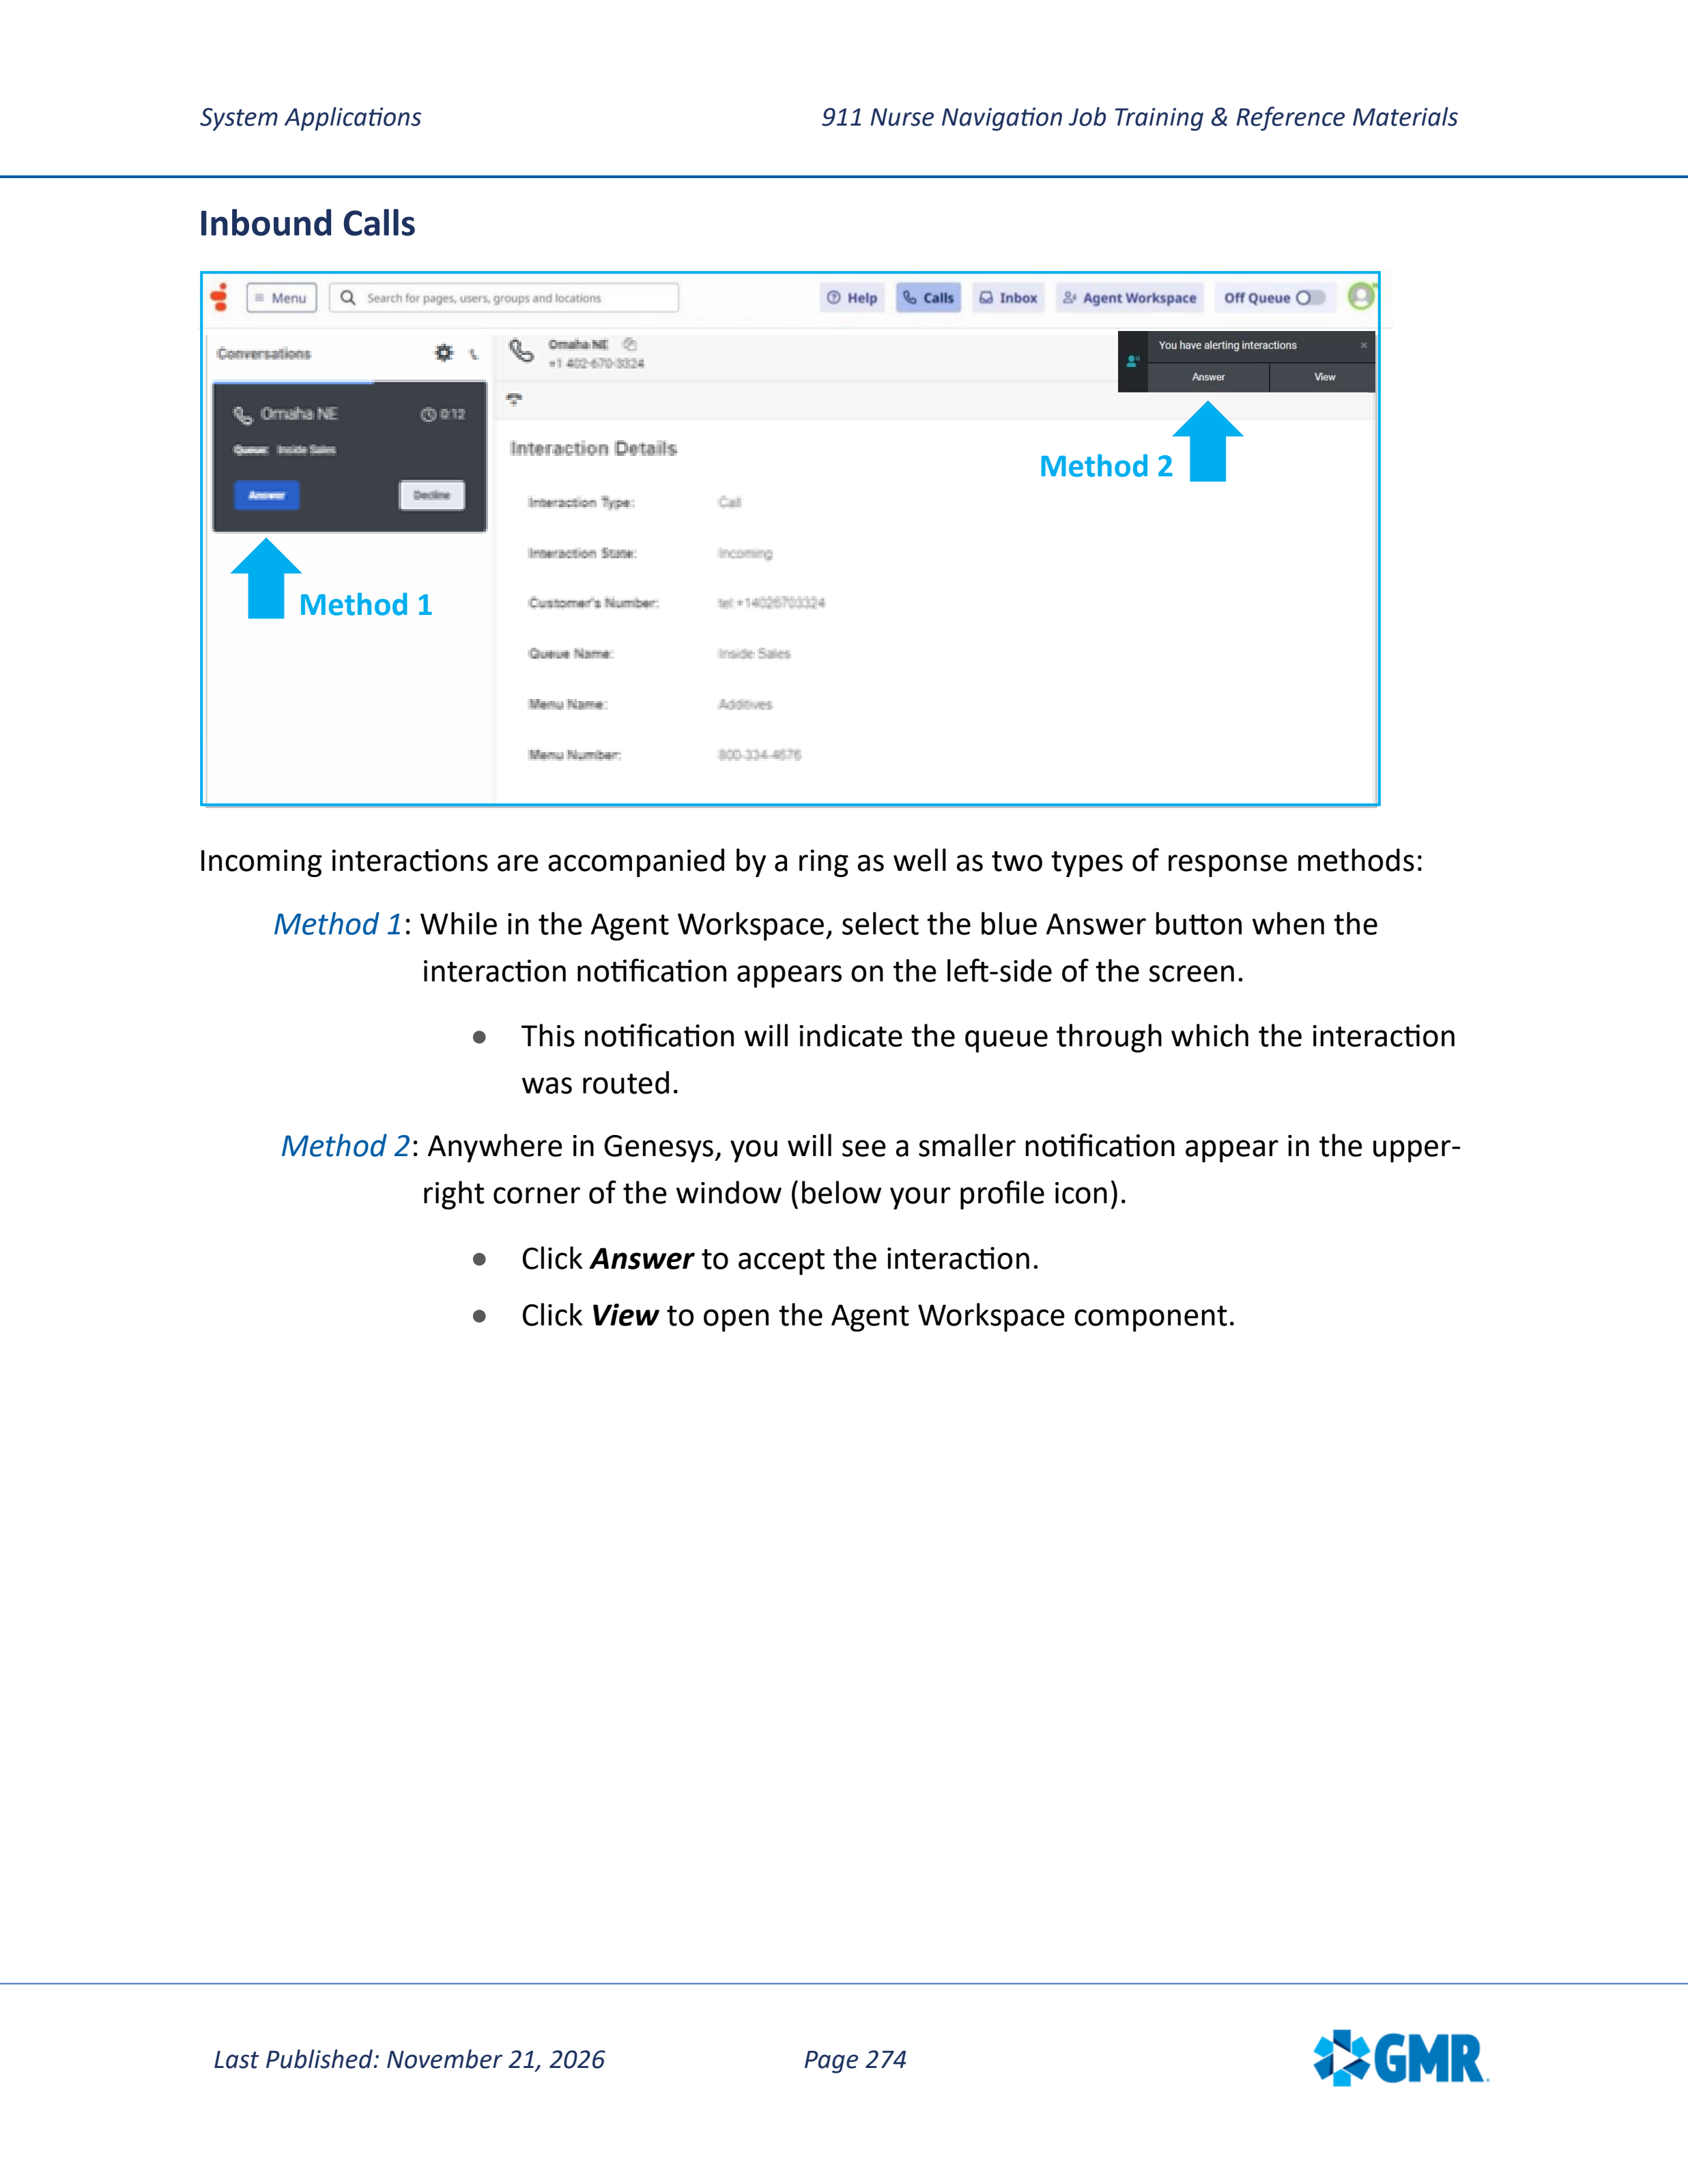 System Applications
911 Nurse Navigation Job Training & Reference Materials
Inbound Calls
Menu
Search for pages, users, groups and locations
Help
Calls
Inbox
Agent Workspace
Off Queue
Conversations
Omaha NE
+1 402-670-3324
You have alerting interactions
Answer
View
Omaha NE
0:12
Queue: Inside Sales
Answer
Decline
Method 1
Method 2
Interaction Details
Interaction Type: Call
Interaction State: Incoming
Customer's Number: tel:+14026703324
Queue Name: Inside Sales
Menu Name: Additives
Menu Number: 800-334-4676
Incoming interactions are accompanied by a ring as well as two types of response methods:
Method 1: While in the Agent Workspace, select the blue Answer button when the
interaction notification appears on the left-side of the screen.
● This notification will indicate the queue through which the interaction
was routed.
Method 2: Anywhere in Genesys, you will see a smaller notification appear in the upper-
right corner of the window (below your profile icon).
● Click Answer to accept the interaction.
● Click View to open the Agent Workspace component.
Last Published: November 21, 2026
Page 274
GMR